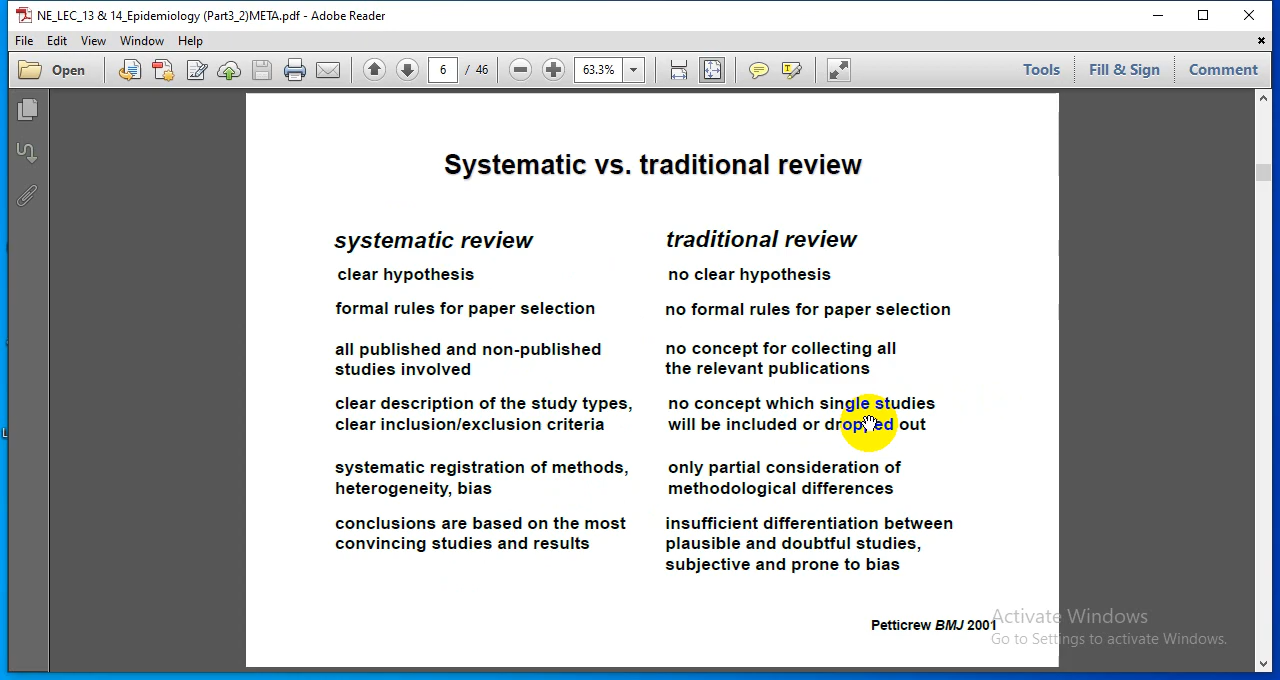 NE_LEC_13 & 14_Epidemiology (Part3_2)META.pdf - Adobe Reader
File Edit View Window Help
Open 6 / 46 63.3% Tools Fill & Sign Comment
Systematic vs. traditional review
systematic review
clear hypothesis
formal rules for paper selection
all published and non-published
studies involved
clear description of the study types,
clear inclusion/exclusion criteria
systematic registration of methods,
heterogeneity, bias
conclusions are based on the most
convincing studies and results
traditional review
no clear hypothesis
no formal rules for paper selection
no concept for collecting all
the relevant publications
no concept which single studies
will be included or dropped out
only partial consideration of
methodological differences
insufficient differentiation between
plausible and doubtful studies,
subjective and prone to bias
Petticrew BMJ 2001
Activate Windows
Go to Settings to activate Windows.